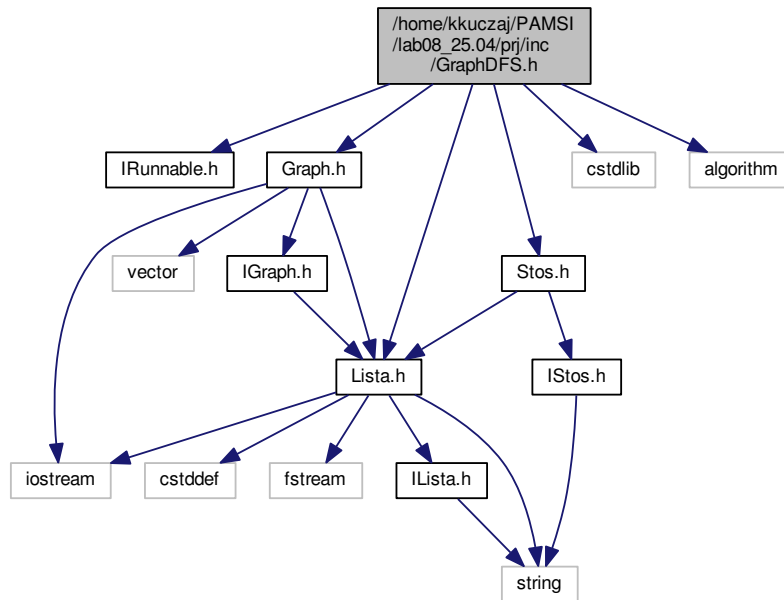 /home/kkuczaj/PAMSI
/lab08_25.04/prj/inc
/GraphDFS.h
IRunnable.h
Graph.h
cstdlib
algorithm
vector
IGraph.h
Stos.h
Lista.h
IStos.h
iostream
cstddef
fstream
ILista.h
string